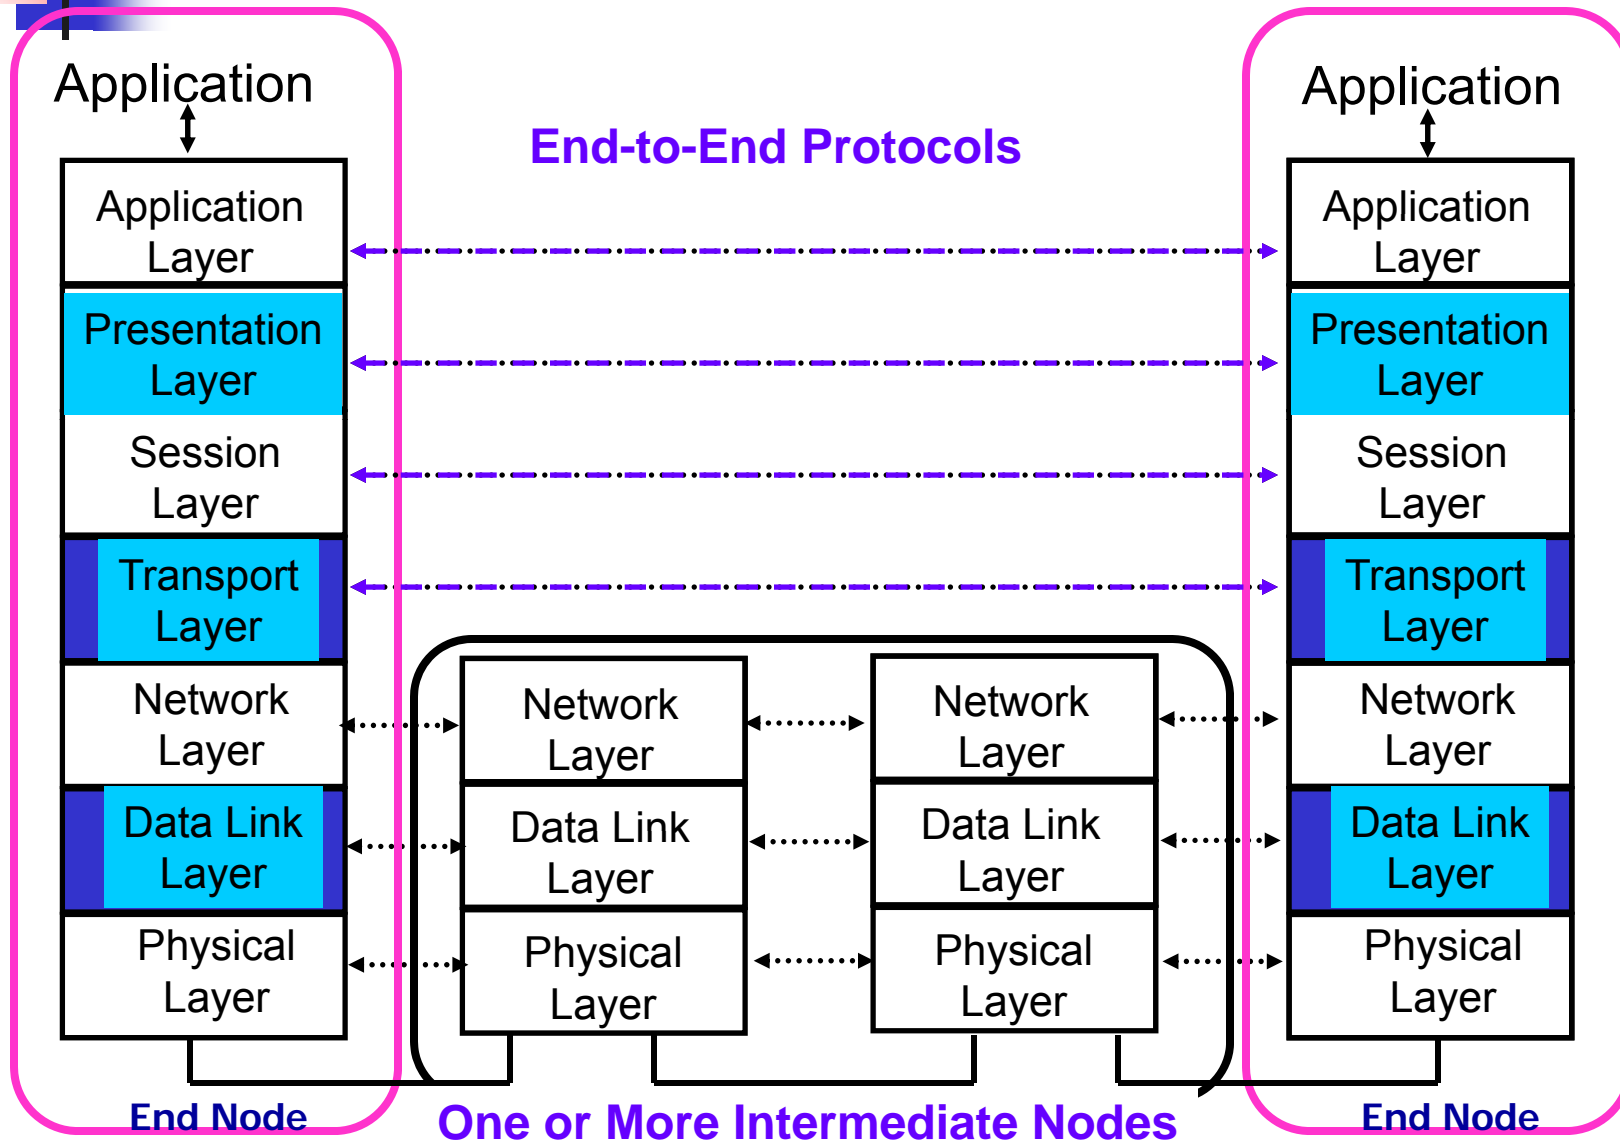 Application
Application
Layer
Presentation
Layer
Session
Layer
Transport
Layer
Network
Layer
Data Link
Layer
Physical
Layer
End Node
End-to-End Protocols
Network
Layer
Data Link
Layer
Physical
Layer
Network
Layer
Data Link
Layer
Physical
Layer
One or More Intermediate Nodes
Application
Application
Layer
Presentation
Layer
Session
Layer
Transport
Layer
Network
Layer
Data Link
Layer
Physical
Layer
End Node